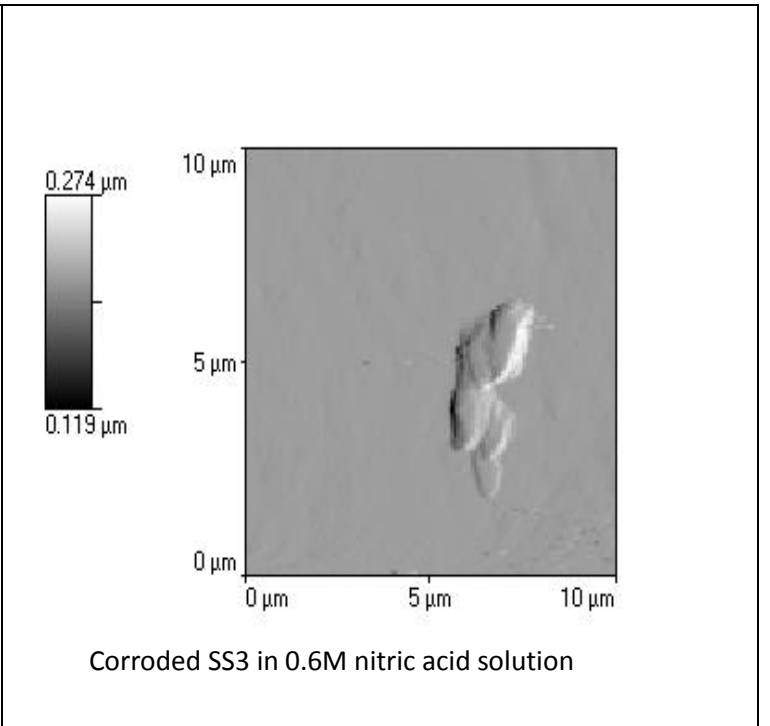 0.274 μm
0.119 μm
10 μm
5 μm
0 μm
0 μm 5 μm 10 μm
Corroded SS3 in 0.6M nitric acid solution